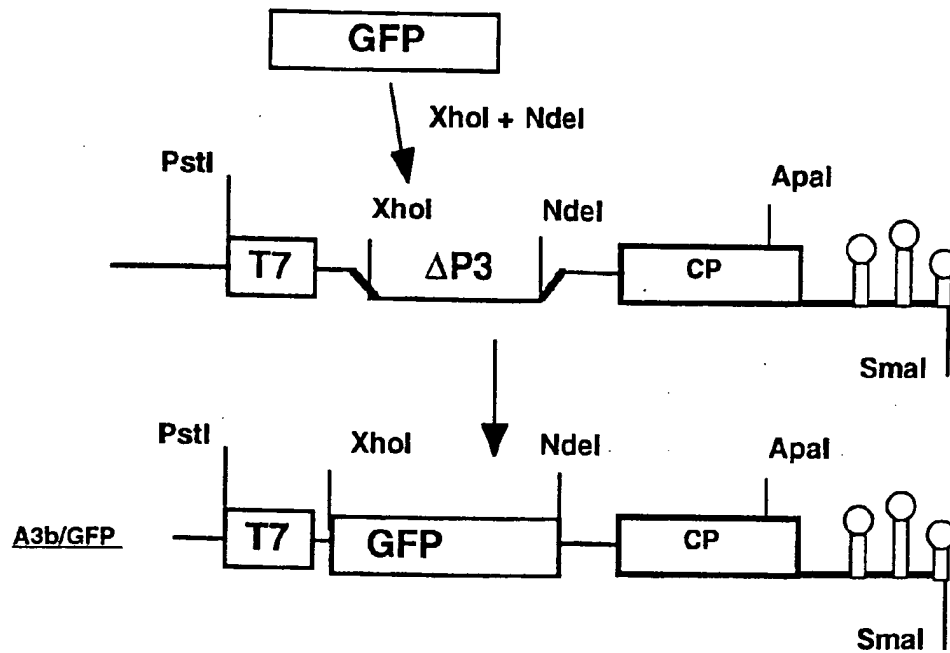 GFP
XhoI + NdeI
PstI
XhoI
NdeI
ApaI
T7
ΔP3
CP
SmaI
PstI
XhoI
NdeI
ApaI
A3b/GFP
T7
GFP
CP
SmaI